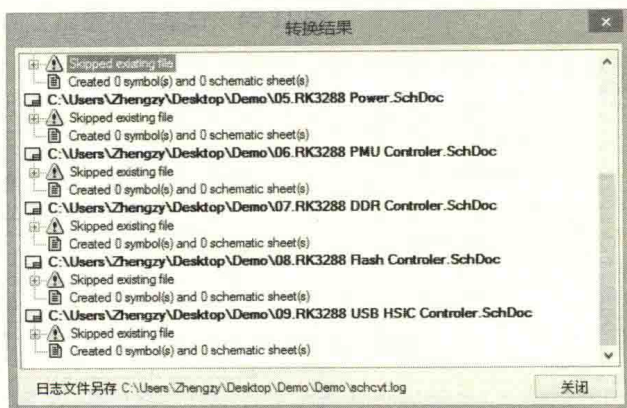 转换结果
Skipped existing file
Created 0 symbol(s) and 0 schematic sheet(s)
C:\Users\Zhengzy\Desktop\Demo\05.RK3288 Power.SchDoc
Skipped existing file
Created 0 symbol(s) and 0 schematic sheet(s)
C:\Users\Zhengzy\Desktop\Demo\06.RK3288 PMU Controler.SchDoc
Skipped existing file
Created 0 symbol(s) and 0 schematic sheet(s)
C:\Users\Zhengzy\Desktop\Demo\07.RK3288 DDR Controler.SchDoc
Skipped existing file
Created 0 symbol(s) and 0 schematic sheet(s)
C:\Users\Zhengzy\Desktop\Demo\08.RK3288 Flash Controler.SchDoc
Skipped existing file
Created 0 symbol(s) and 0 schematic sheet(s)
C:\Users\Zhengzy\Desktop\Demo\09.RK3288 USB HSIC Controler.SchDoc
Skipped existing file
Created 0 symbol(s) and 0 schematic sheet(s)
日志文件另存 C:\Users\Zhengzy\Desktop\Demo\Demo\schcvt.log
关闭